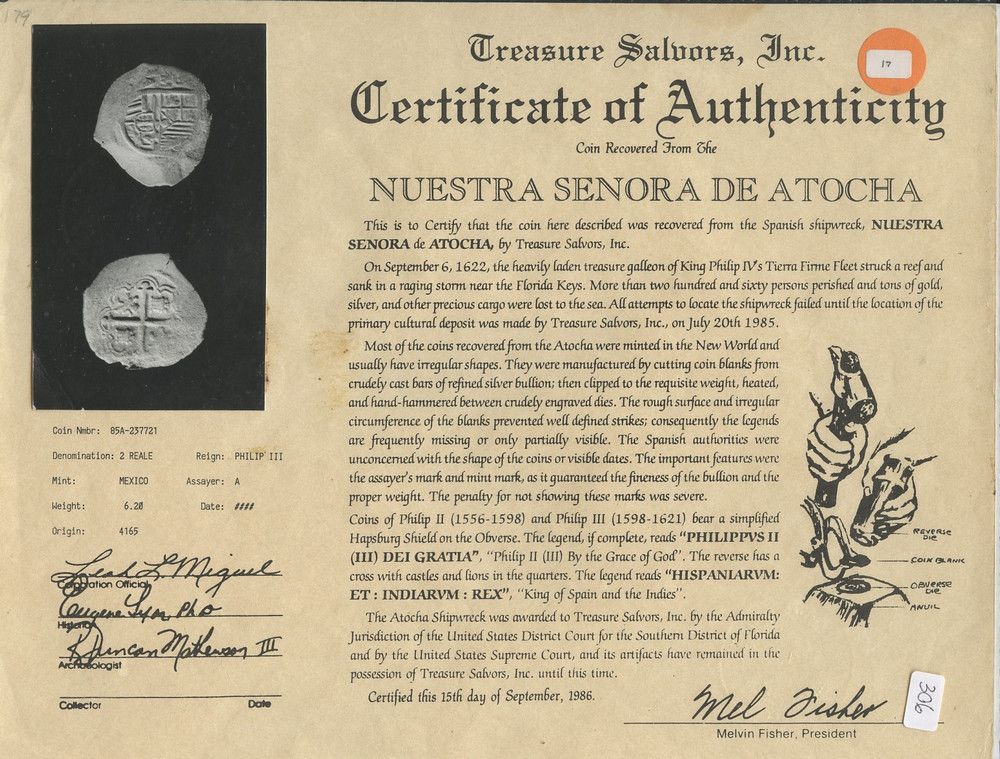 179
Treasure Salvors, Inc.
17
Certificate of Authenticity
Coin Recovered From The
NUESTRA SENORA DE ATOCHA
This is to Certify that the coin here described was recovered from the Spanish shipwreck, NUESTRA
SENORA de ATOCHA, by Treasure Salvors, Inc.
On September 6, 1622, the heavily laden treasure galleon of King Philip IV's Tierra Firme Fleet struck a reef and
sank in a raging storm near the Florida Keys. More than two hundred and sixty persons perished and tons of gold,
silver, and other precious cargo were lost to the sea. All attempts to locate the shipwreck failed until the location of the
primary cultural deposit was made by Treasure Salvors, Inc., on July 20th 1985.
Most of the coins recovered from the Atocha were minted in the New World and
usually have irregular shapes. They were manufactured by cutting coin blanks from
crudely cast bars of refined silver bullion; then clipped to the requisite weight, heated,
and hand-hammered between crudely engraved dies. The rough surface and irregular
circumference of the blanks prevented well defined strikes; consequently the legends
are frequently missing or only partially visible. The Spanish authorities were
unconcerned with the shape of the coins or visible dates. The important features were
the assayer's mark and mint mark, as it guaranteed the fineness of the bullion and the
proper weight. The penalty for not showing these marks was severe.
Coins of Philip II (1556-1598) and Philip III (1598-1621) bear a simplified
Hapsburg Shield on the Obverse. The legend, if complete, reads "PHILIPPVS II
(III) DEI GRATIA", "Philip II (III) By the Grace of God". The reverse has a
cross with castles and lions in the quarters. The legend reads "HISPANIARVM:
ET : INDIARVM : REX", "King of Spain and the Indies".
The Atocha Shipwreck was awarded to Treasure Salvors, Inc. by the Admiralty
Jurisdiction of the United States District Court for the Southern District of Florida
and by the United States Supreme Court, and its artifacts have remained in the
possession of Treasure Salvors, Inc. until this time.
Certified this 15th day of September, 1986.
REVERSE
DIE
COIN BLANK
OBVERSE
DIE
ANVIL
Mel Fisher
Melvin Fisher, President
306
Coin Nmbr: 85A-237721
Denomination: 2 REALE Reign: PHILIP III
Mint: MEXICO Assayer: A
Weight: 6.20 Date: ####
Origin: 4165
Leah L. Miguel
Corporation Official
Eugene Lyon PhD
Historian
R Duncan Mathewson III
Archaeologist
Collector Date